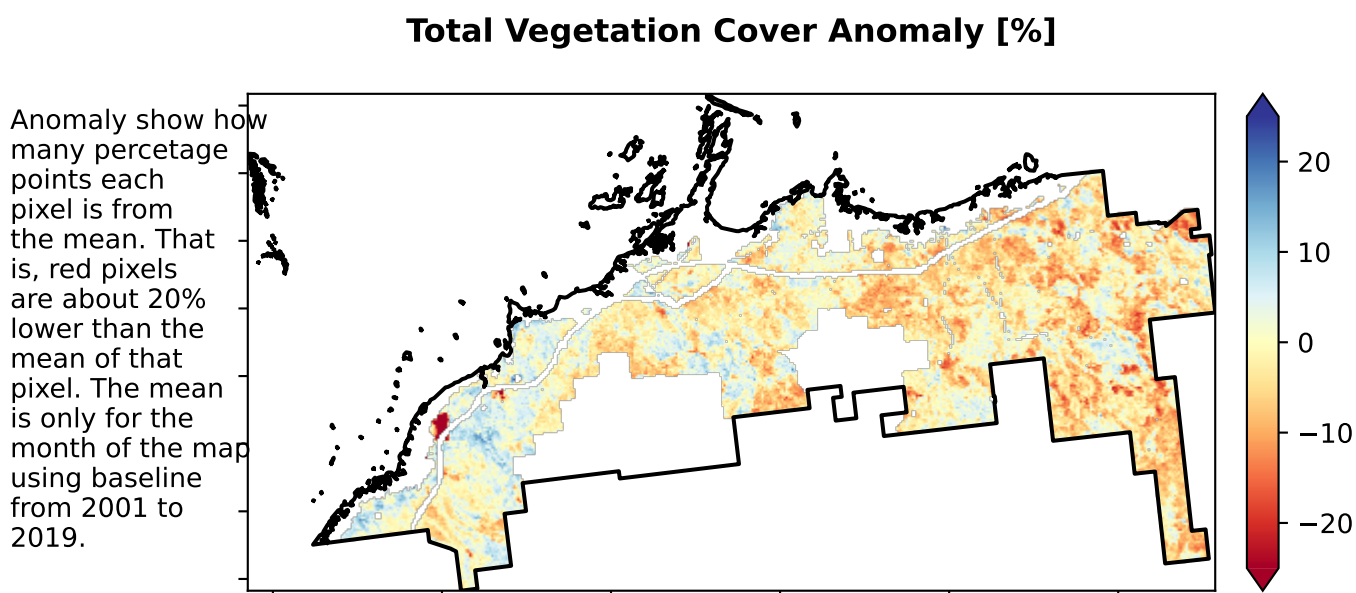 Total Vegetation Cover Anomaly [%]
Anomaly show how
many percetage
points each
pixel is from
the mean. That
is, red pixels
are about 20%
lower than the
mean of that
pixel. The mean
is only for the
month of the map
using baseline
from 2001 to
2019.
20
10
0
−10
−20